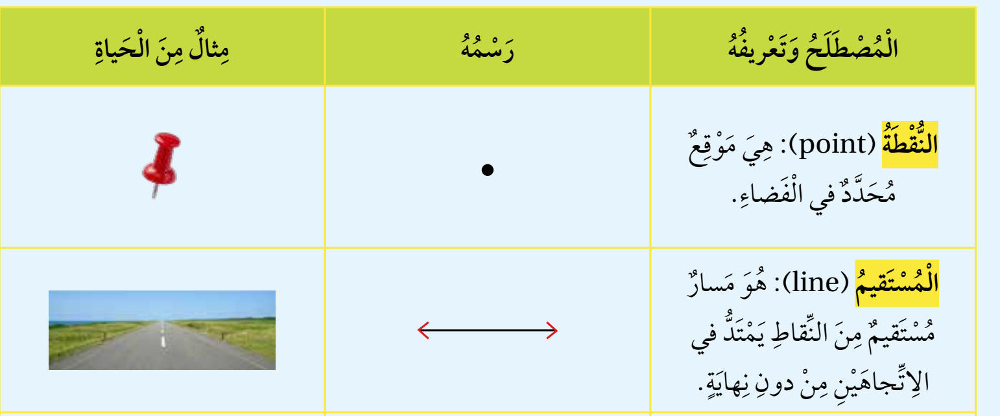 الْمُصْطَلَحُ وَتَعْريفُهُ
رَسْمُهُ
مِثالٌ مِنَ الْحَياةِ
النُّقْطَةُ (point): هِيَ مَوْقِعٌ
مُحَدَّدٌ في الْفَضاءِ.
الْمُسْتَقيمُ (line): هُوَ مَسارٌ
مُسْتَقيمٌ مِنَ النِّقاطِ يَمْتَدُّ في
الِاتِّجاهَيْنِ مِنْ دونِ نِهايَةٍ.